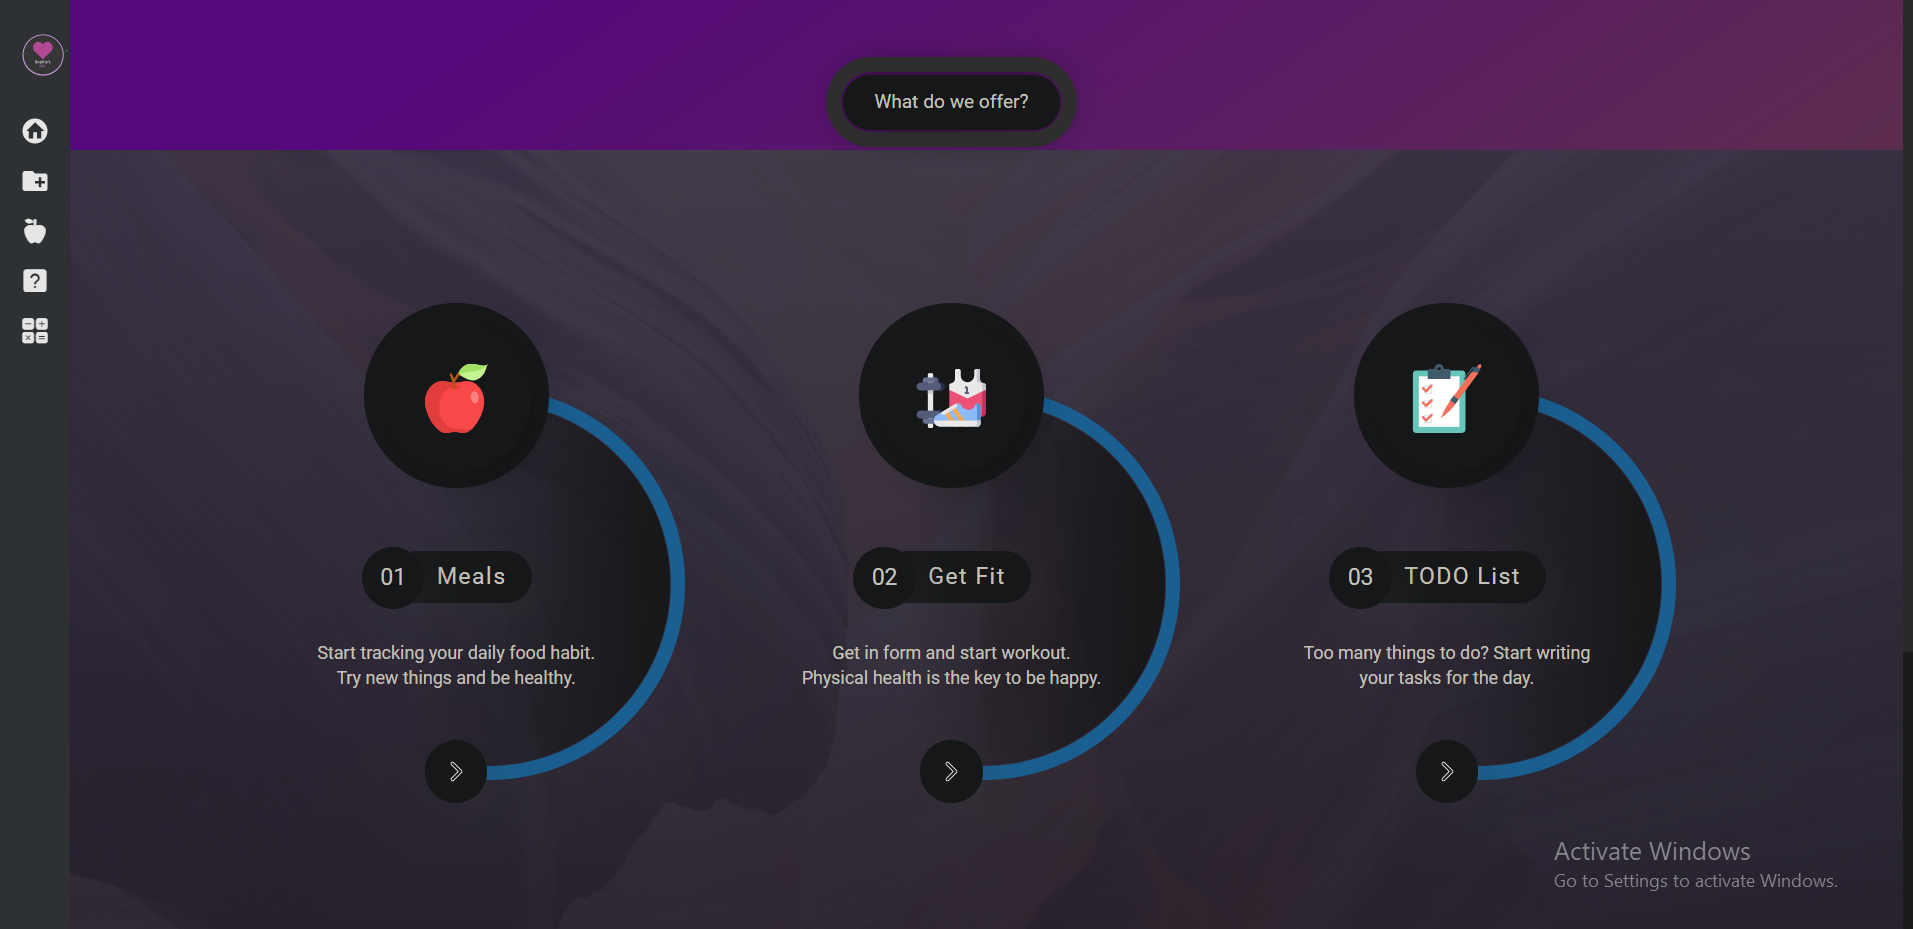 What do we offer?
01 Meals
Start tracking your daily food habit.
Try new things and be healthy.
1
02 Get Fit
Get in form and start workout.
Physical health is the key to be happy.
03 TODO List
Too many things to do? Start writing
your tasks for the day.
Activate Windows
Go to Settings to activate Windows.